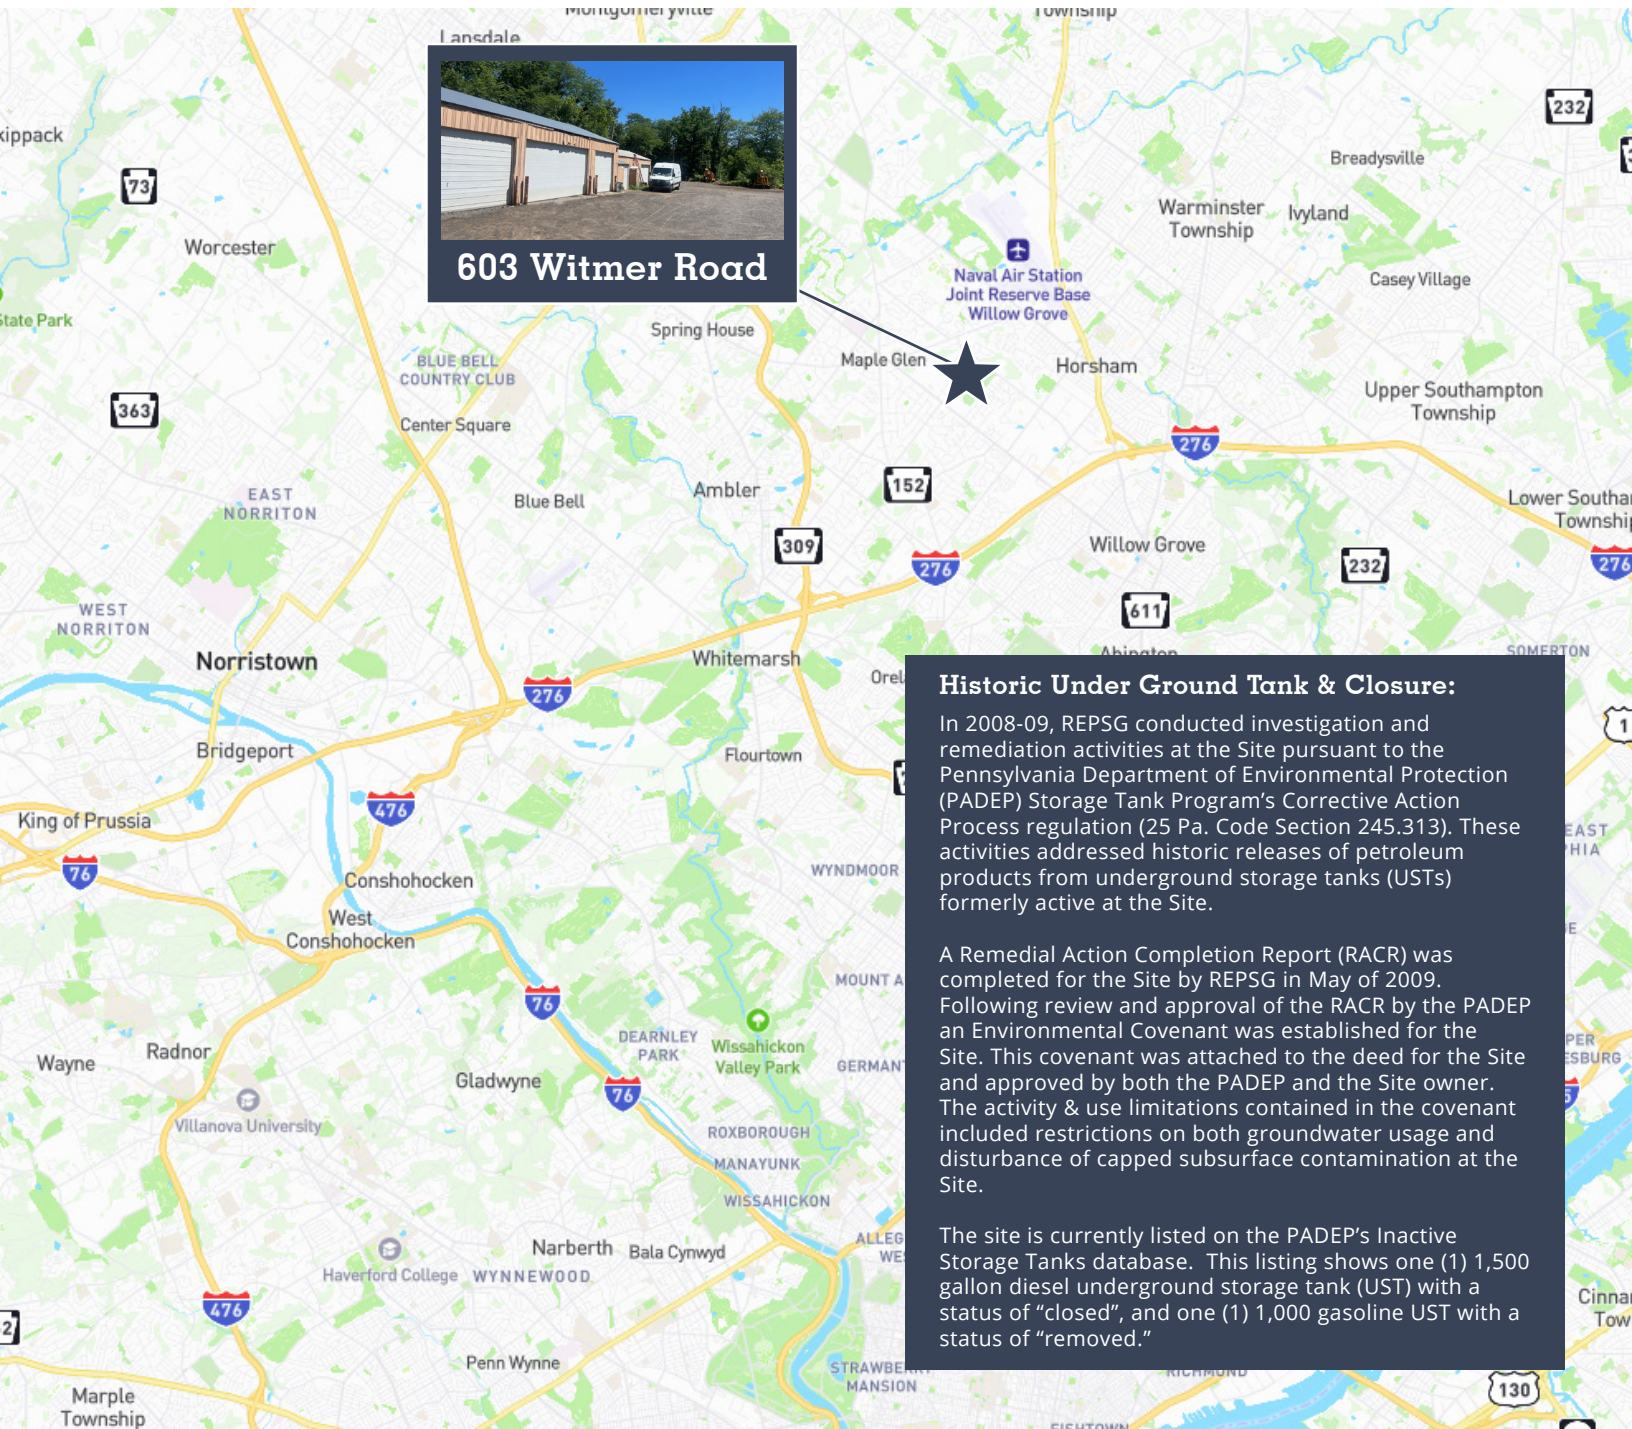 Montgomeryville
Township
Lansdale
232
73
Breadysville
Worcester
Warminster
Township
Ivyland
603 Witmer Road
Naval Air Station
Joint Reserve Base
Willow Grove
Casey Village
State Park
Spring House
BLUE BELL
COUNTRY CLUB
Maple Glen
Horsham
363
Center Square
Upper Southampton
Township
276
152
EAST
NORRITON
Blue Bell
Ambler
Township
309
Willow Grove
276
232
276
WEST
NORRITON
611
Norristown
Whitemarsh
Abington
SOMERTON
276
Bridgeport
Flourtown
1
476
King of Prussia
76
WYNDMOOR
EAST
Conshohocken
West
Conshohocken
MOUNT A
76
DEARNLEY
PARK
Wissahickon
Valley Park
Wayne
Radnor
Gladwyne
76
Villanova University
ROXBOROUGH
MANAYUNK
WISSAHICKON
Narberth
Bala Cynwyd
Haverford College
WYNNEWOOD
476
Penn Wynne
MANSION
Marple
Township
RICHMOND
130
FISHTOWN
Historic Under Ground Tank & Closure:
In 2008-09, REPSG conducted investigation and
remediation activities at the Site pursuant to the
Pennsylvania Department of Environmental Protection
(PADEP) Storage Tank Program’s Corrective Action
Process regulation (25 Pa. Code Section 245.313). These
activities addressed historic releases of petroleum
products from underground storage tanks (USTs)
formerly active at the Site.
A Remedial Action Completion Report (RACR) was
completed for the Site by REPSG in May of 2009.
Following review and approval of the RACR by the PADEP
an Environmental Covenant was established for the
Site. This covenant was attached to the deed for the Site
and approved by both the PADEP and the Site owner.
The activity & use limitations contained in the covenant
included restrictions on both groundwater usage and
disturbance of capped subsurface contamination at the
Site.
The site is currently listed on the PADEP’s Inactive
Storage Tanks database.  This listing shows one (1) 1,500
gallon diesel underground storage tank (UST) with a
status of “closed”, and one (1) 1,000 gasoline UST with a
status of “removed.”